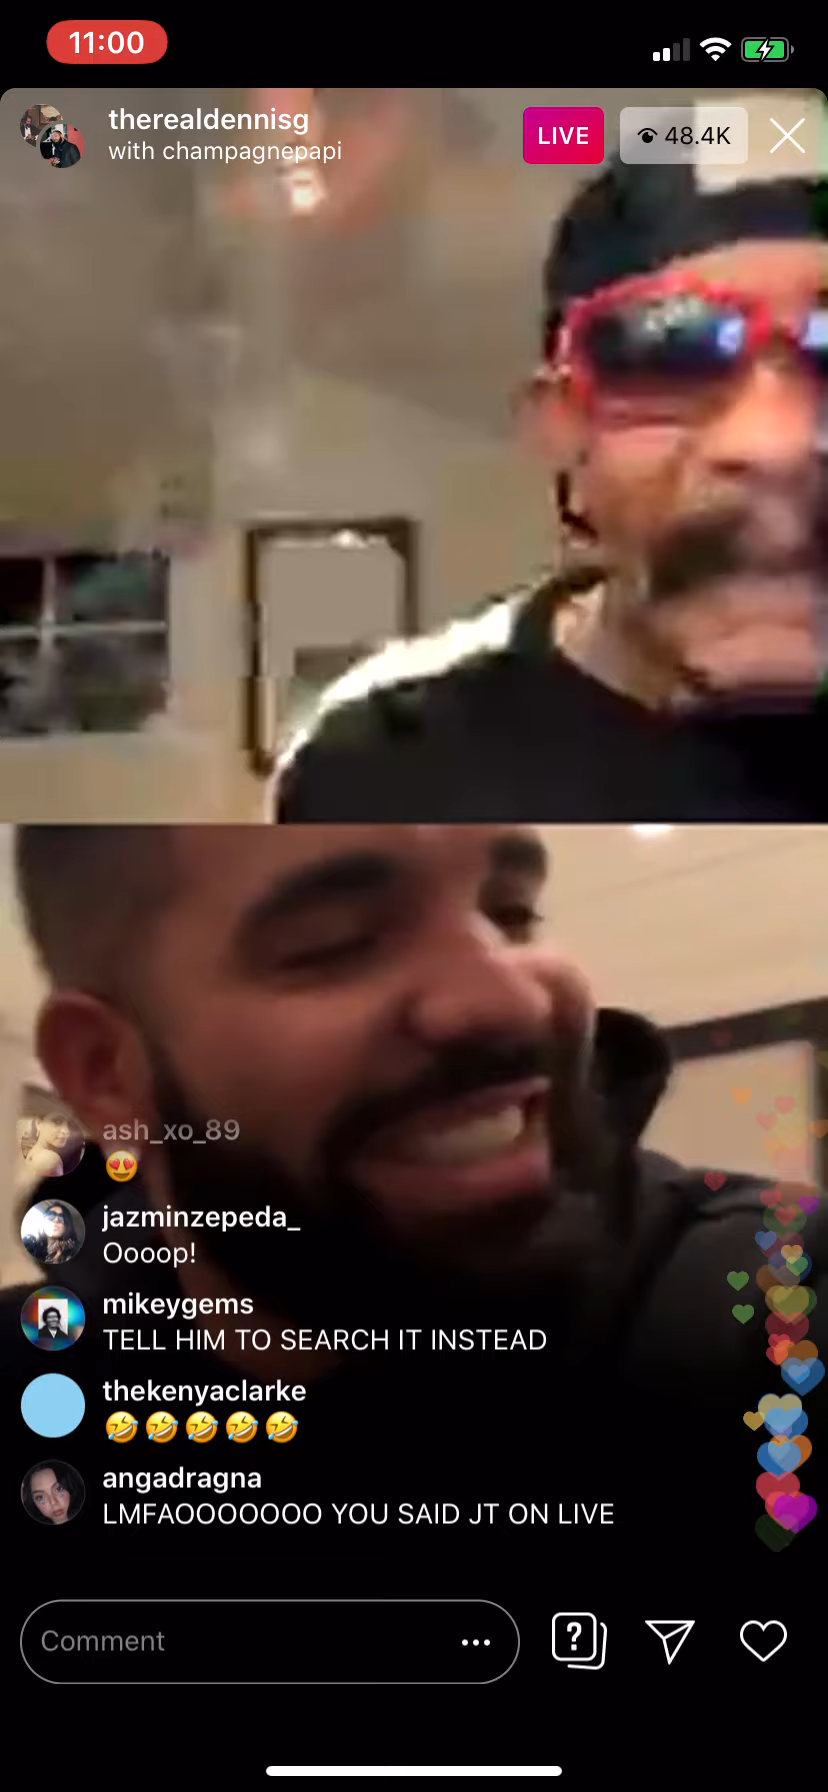 11:00
therealdennisg
with champagnepapi
LIVE
48.4K
ash_xo_89
😍
jazminzepeda_
Oooop!
mikeygems
TELL HIM TO SEARCH IT INSTEAD
thekenyaclarke
🤣🤣🤣🤣🤣
angadragna
LMFAOOOOOOO YOU SAID JT ON LIVE
Comment
?